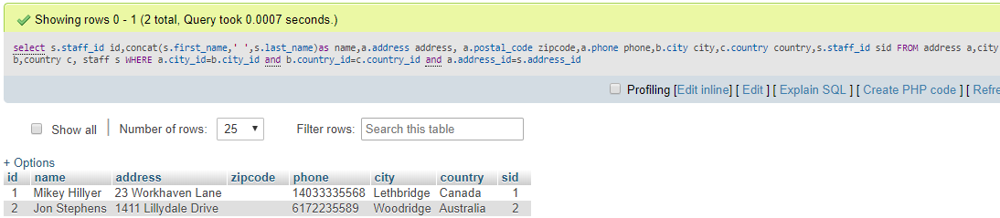 Showing rows 0 - 1 (2 total, Query took 0.0007 seconds.)
select s.staff_id id,concat(s.first_name,' ',s.last_name)as name,a.address address, a.postal_code zipcode,a.phone phone,b.city city,c.country country,s.staff_id sid FROM address a,city
b,country c, staff s WHERE a.city_id=b.city_id and b.country_id=c.country_id and a.address_id=s.address_id
Profiling [Edit inline] [ Edit ] [ Explain SQL ] [ Create PHP code ] [ Refre
Show all | Number of rows: 25 Filter rows: Search this table
+ Options
id name address zipcode phone city country sid
1 Mikey Hillyer 23 Workhaven Lane 14033335568 Lethbridge Canada 1
2 Jon Stephens 1411 Lillydale Drive 6172235589 Woodridge Australia 2